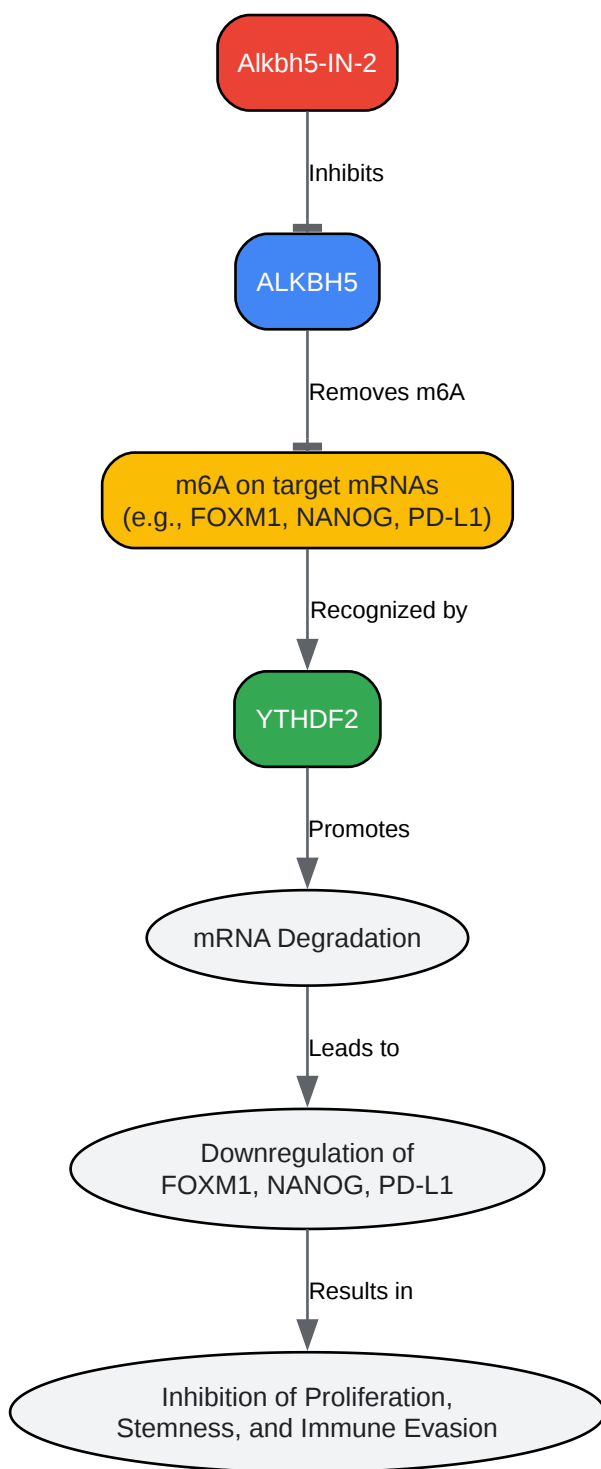 Alkbh5-IN-2
Inhibits
ALKBH5
Removes m6A
m6A on target mRNAs
(e.g., FOXM1, NANOG, PD-L1)
Recognized by
YTHDF2
Promotes
mRNA Degradation
Leads to
Downregulation of
FOXM1, NANOG, PD-L1
Results in
Inhibition of Proliferation,
Stemness, and Immune Evasion